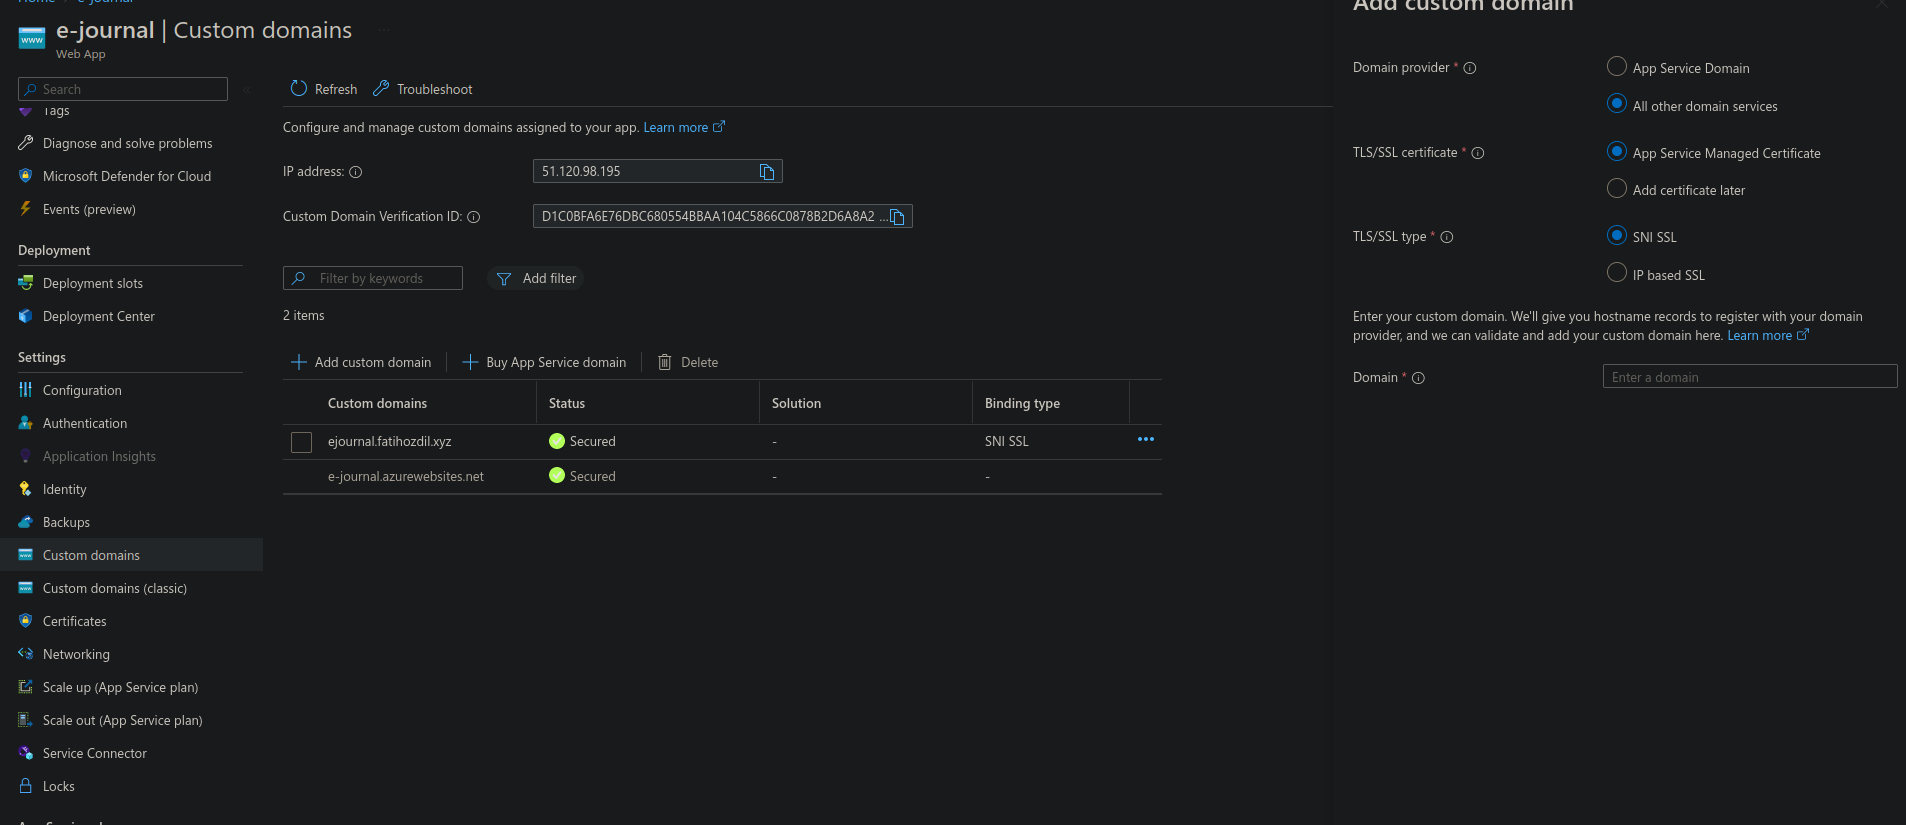 Home
e-journal
e-journal | Custom domains
...
Web App
Search
Tags
Diagnose and solve problems
Microsoft Defender for Cloud
Events (preview)
Deployment
Deployment slots
Deployment Center
Settings
Configuration
Authentication
Application Insights
Identity
Backups
Custom domains
Custom domains (classic)
Certificates
Networking
Scale up (App Service plan)
Scale out (App Service plan)
Service Connector
Locks
Refresh
Troubleshoot
Configure and manage custom domains assigned to your app. Learn more
IP address:
51.120.98.195
Custom Domain Verification ID:
D1C0BFA6E76DBC680554BBAA104C5866C0878B2D6A8A2 ...
Filter by keywords
Add filter
2 items
Add custom domain
Buy App Service domain
Delete
Custom domains
Status
Solution
Binding type
ejournal.fatihozdil.xyz
Secured
-
SNI SSL
e-journal.azurewebsites.net
Secured
-
-
Add custom domain
Domain provider *
App Service Domain
All other domain services
TLS/SSL certificate *
App Service Managed Certificate
Add certificate later
TLS/SSL type *
SNI SSL
IP based SSL
Enter your custom domain. We'll give you hostname records to register with your domain
provider, and we can validate and add your custom domain here. Learn more
Domain *
Enter a domain